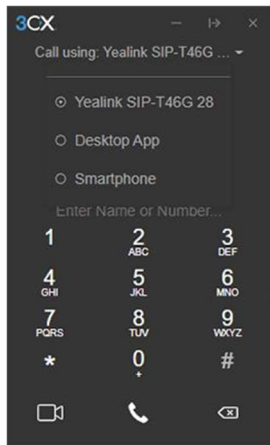 3CX
Call using: Yealink SIP-T46G ...
Yealink SIP-T46G 28
Desktop App
Smartphone
Enter Name or Number...
1 2 3
ABC DEF
4 5 6
GHI JKL MNO
7 8 9
PQRS TUV WXYZ
* 0 #
+